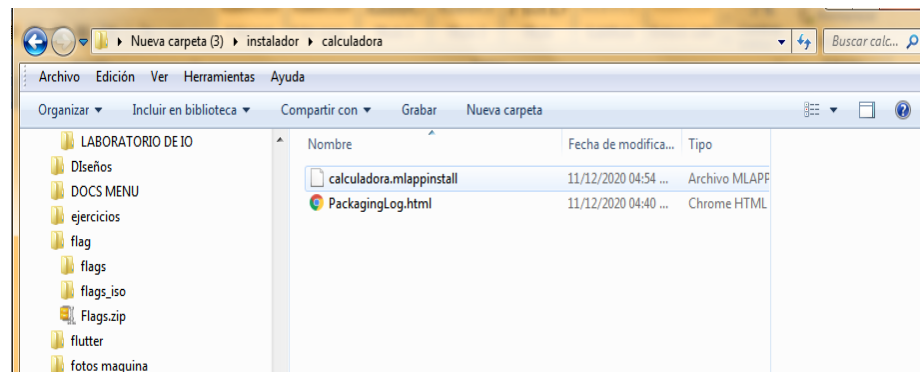 Nueva carpeta (3) instalador calculadora Buscar calc...
Archivo Edición Ver Herramientas Ayuda
Organizar Incluir en biblioteca Compartir con Grabar Nueva carpeta
LABORATORIO DE IO
DIseños
DOCS MENU
ejercicios
flag
flags
flags_iso
Flags.zip
flutter
fotos maquina
Nombre Fecha de modifica... Tipo
calculadora.mlappinstall 11/12/2020 04:54 ... Archivo MLAPP
PackagingLog.html 11/12/2020 04:40 ... Chrome HTML